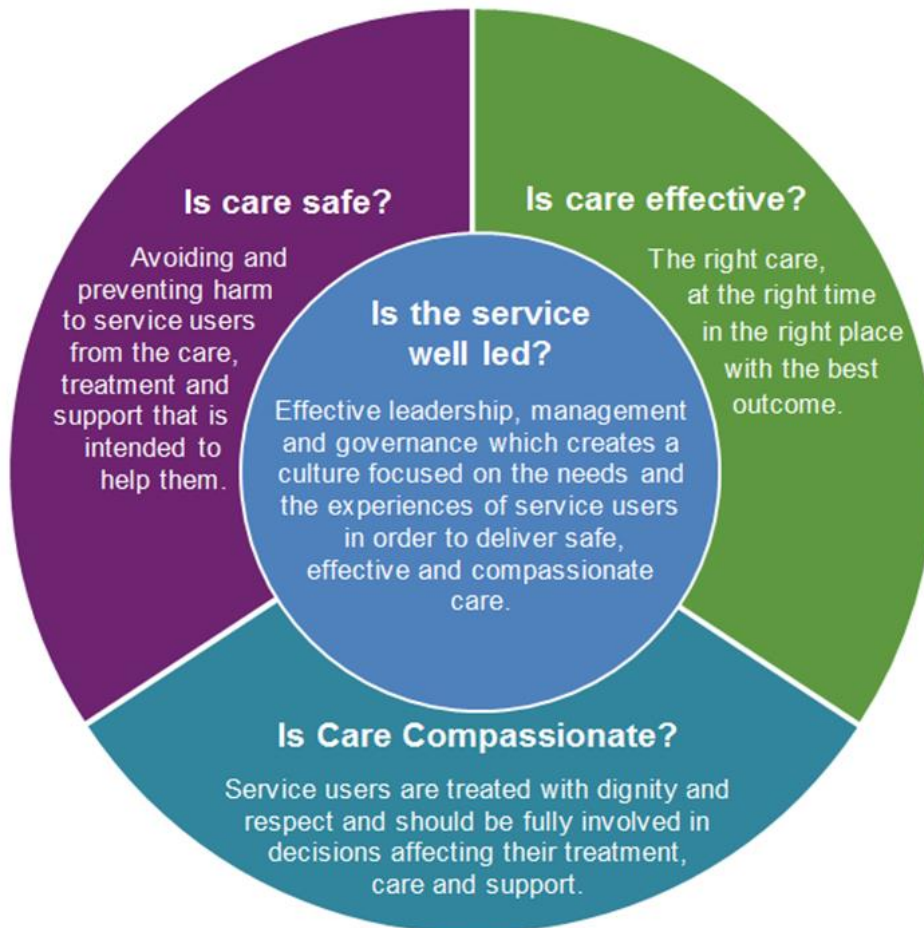 Is care safe?
Avoiding and
preventing harm
to service users
from the care,
treatment and
support that is
intended to
help them.
Is care effective?
The right care,
at the right time
in the right place
with the best
outcome.
Is the service
well led?
Effective leadership, management
and governance which creates a
culture focused on the needs and
the experiences of service users
in order to deliver safe,
effective and compassionate
care.
Is Care Compassionate?
Service users are treated with dignity and
respect and should be fully involved in
decisions affecting their treatment,
care and support.